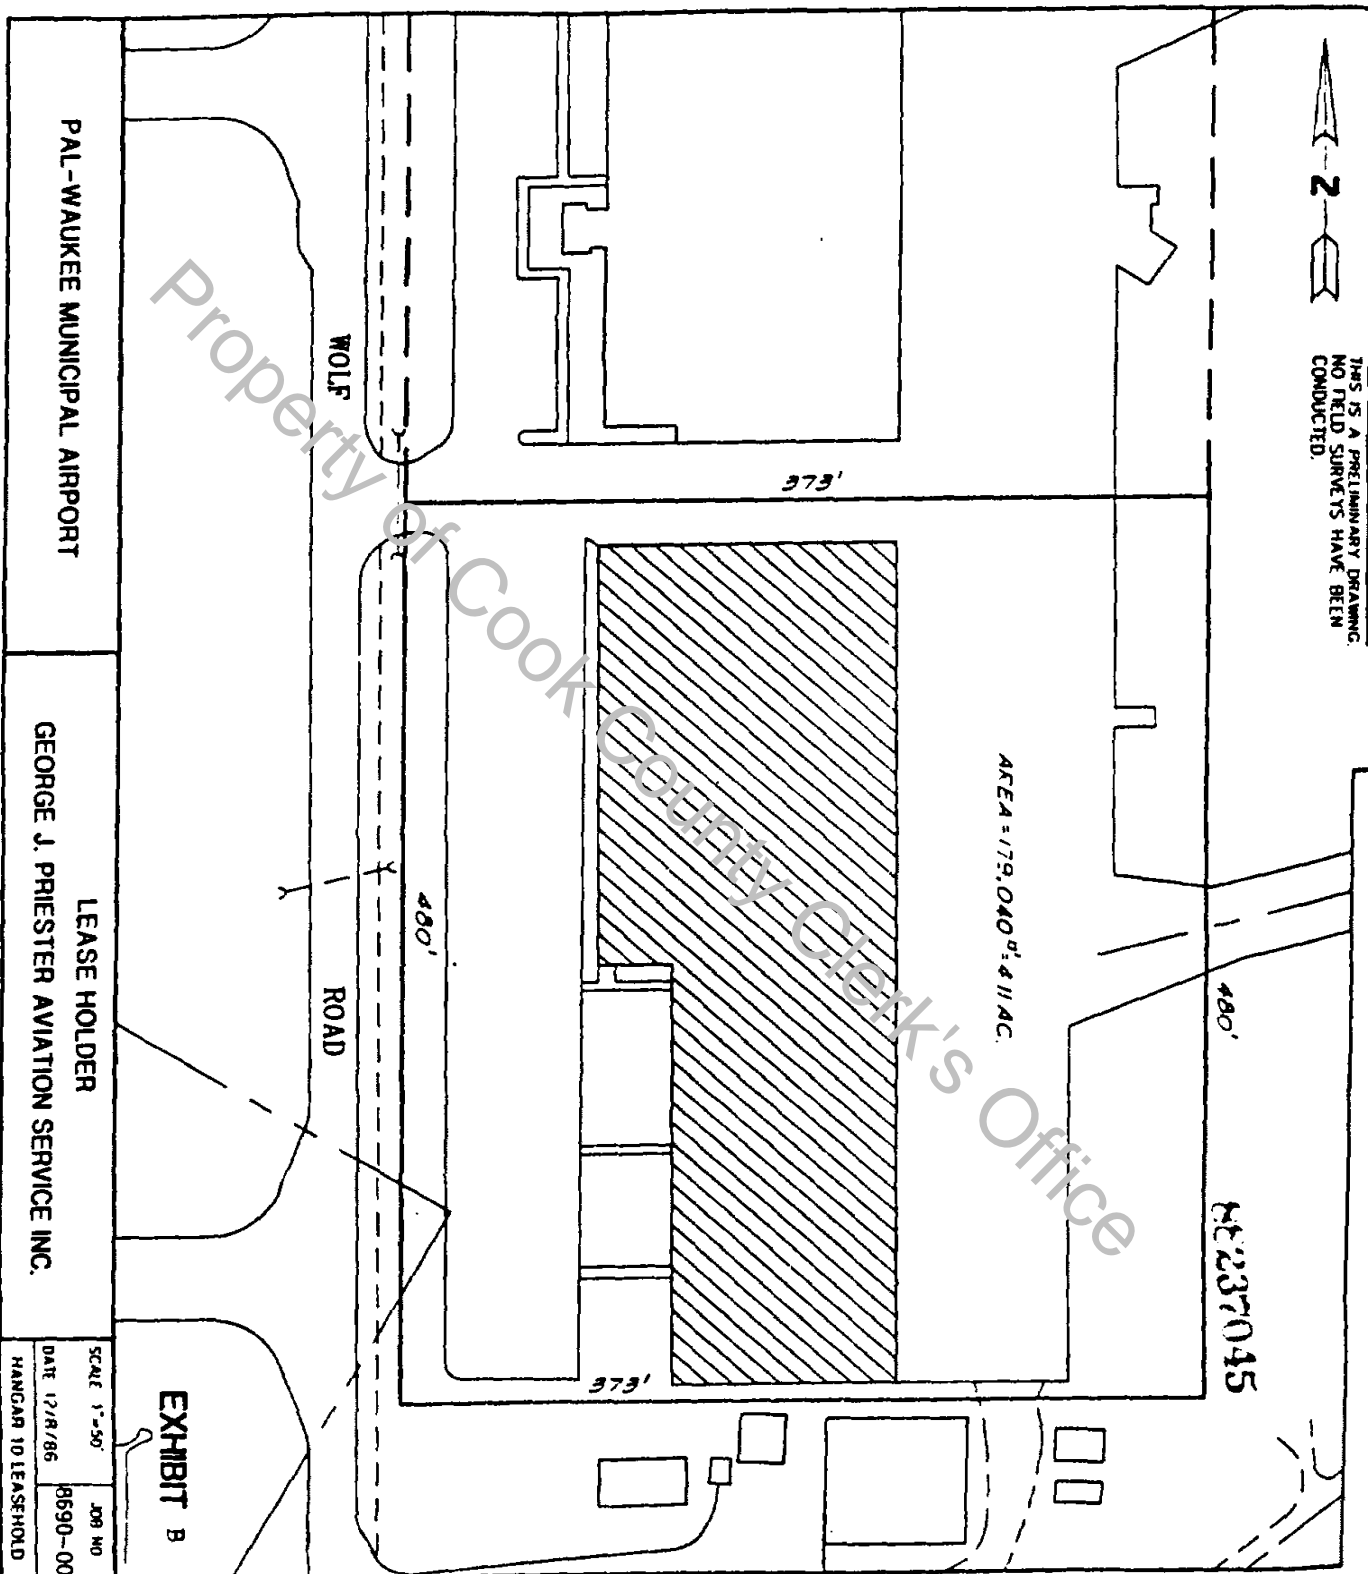 N
THIS IS A PRELIMINARY DRAWING.
NO FIELD SURVEYS HAVE BEEN
CONDUCTED.
373'
AREA = 179,040▫' = 4.11 AC.
480'
480'
373'
WOLF
ROAD
Property of Cook County Clerk's Office
PAL-WAUKEE MUNICIPAL AIRPORT
LEASE HOLDER
GEORGE J. PRIESTER AVIATION SERVICE INC.
EXHIBIT B
SCALE 1"=50'
JOB NO
DATE 12/8/86
8690-00
HANGAR 10 LEASEHOLD